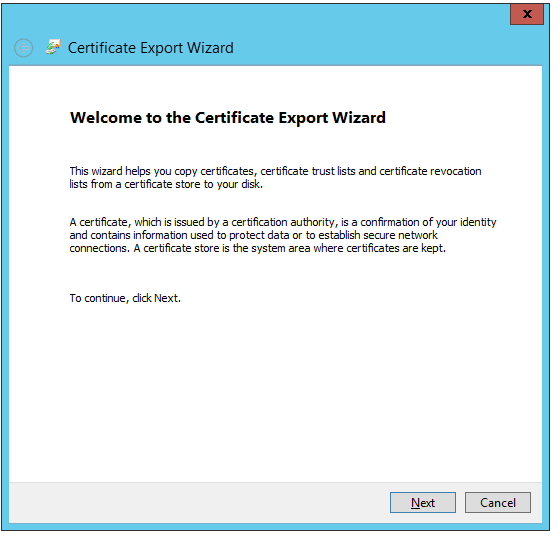 x
Certificate Export Wizard
Welcome to the Certificate Export Wizard
This wizard helps you copy certificates, certificate trust lists and certificate revocation
lists from a certificate store to your disk.
A certificate, which is issued by a certification authority, is a confirmation of your identity
and contains information used to protect data or to establish secure network
connections. A certificate store is the system area where certificates are kept.
To continue, click Next.
Next Cancel